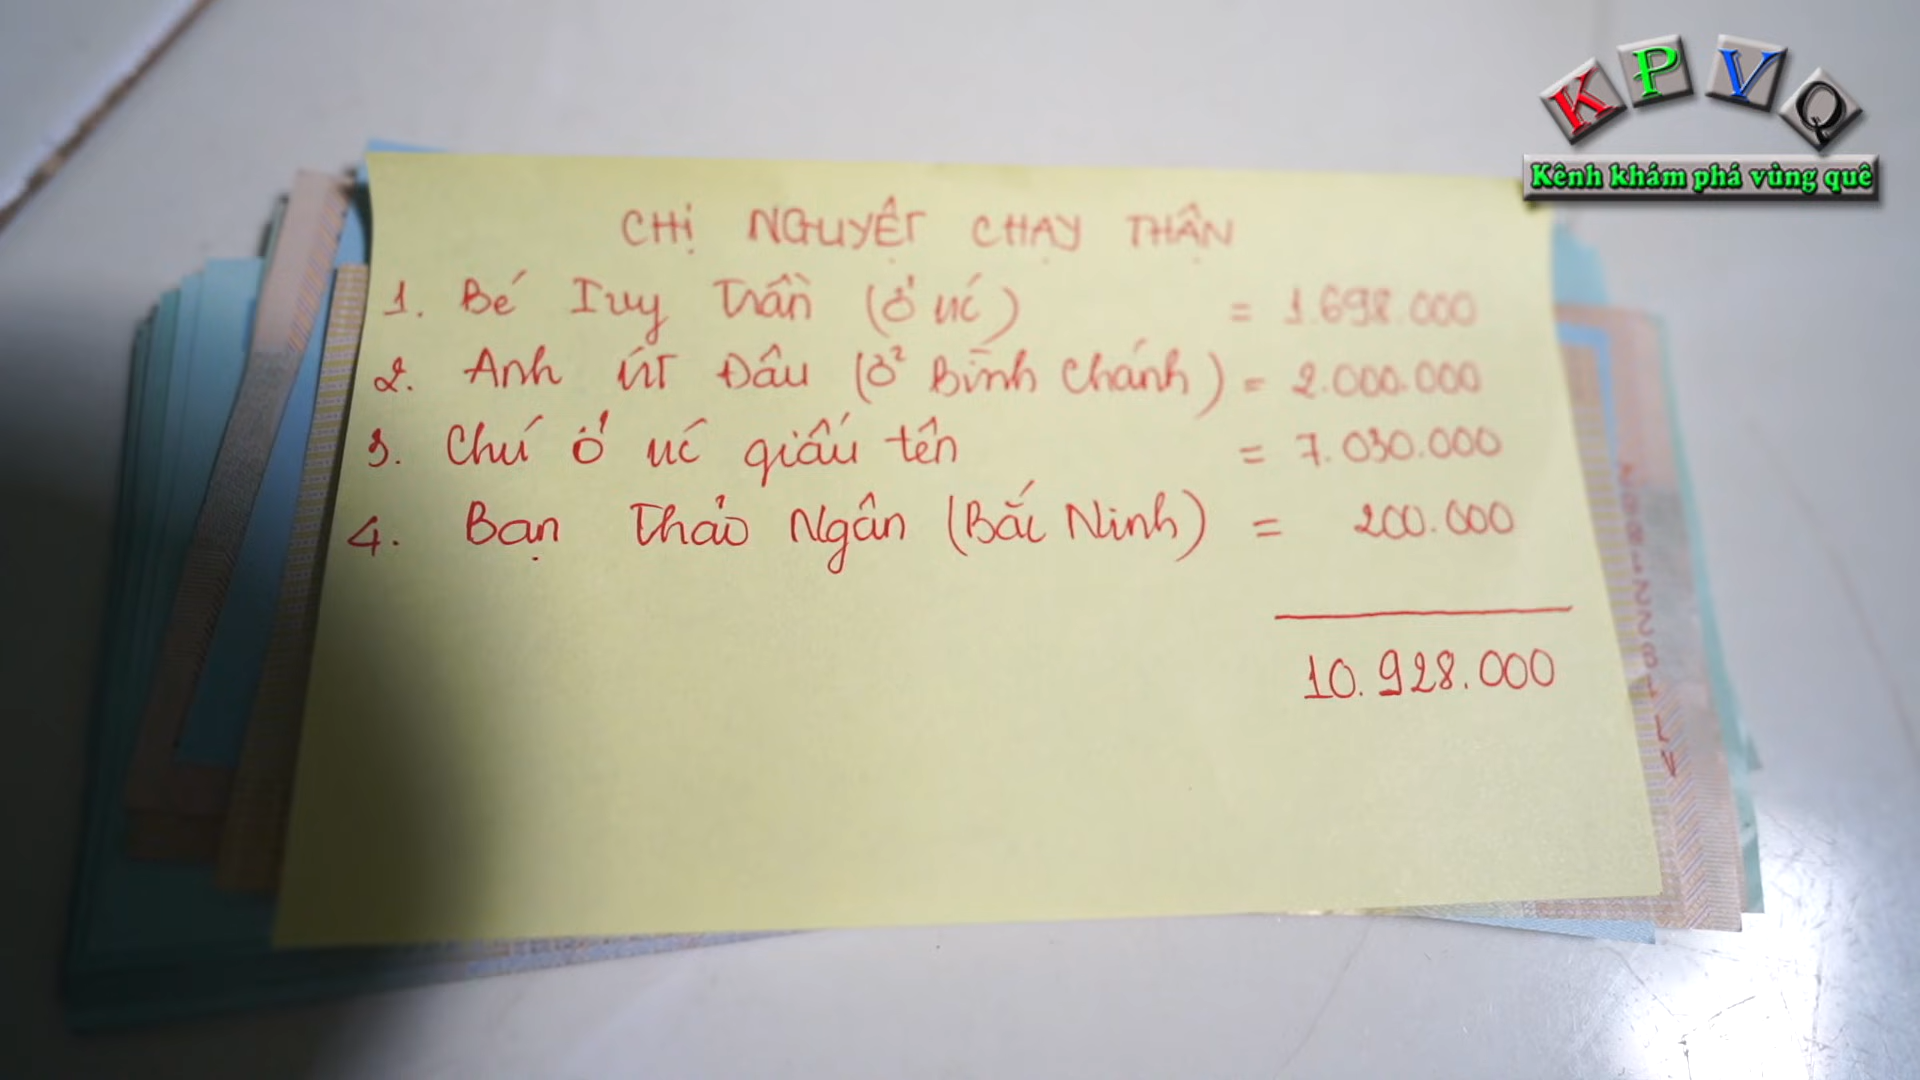 K P V Q
Kênh khám phá vùng quê
CHỊ NGUYỆT CHẠY THẬN
1. Bé Ivy Trần (ở úc) = 1.698.000
2. Anh út Đậu (ở Bình Chánh) = 2.000.000
3. Chú ở úc giấu tên = 7.030.000
4. Bạn Thảo Ngân (Bắc Ninh) = 200.000
10.928.000